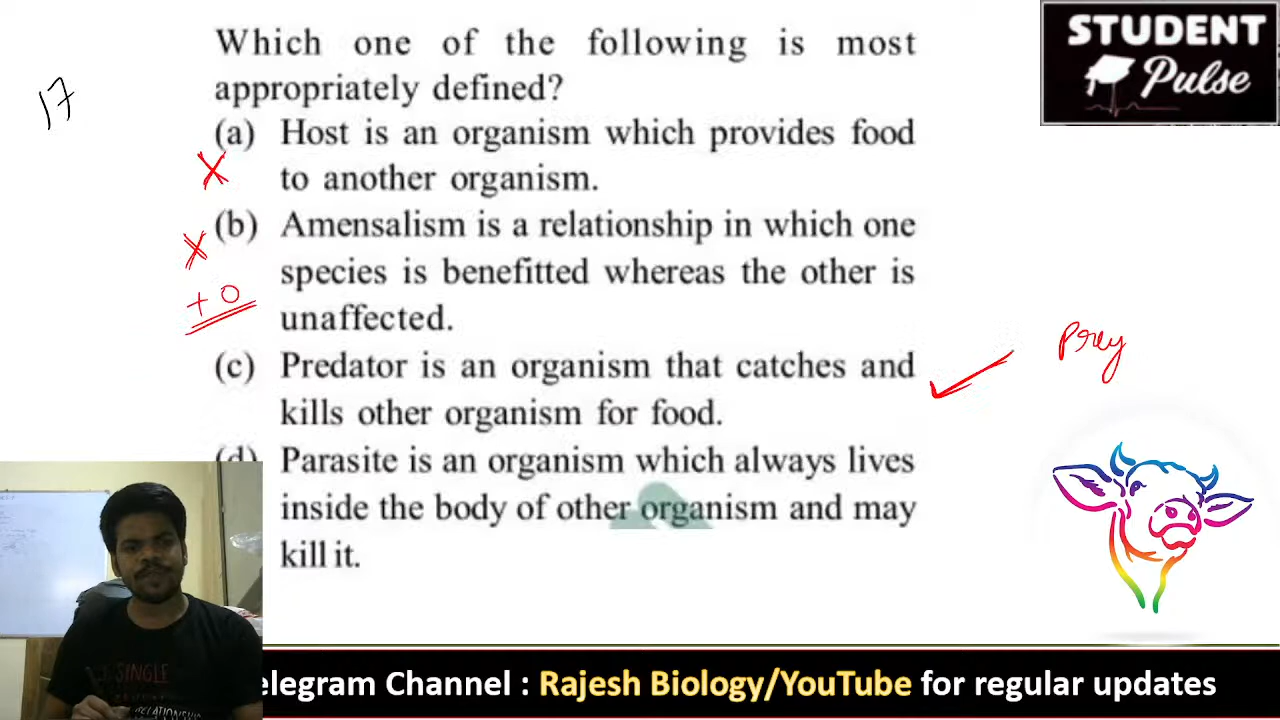 STUDENT
Pulse
17
Which one of the following is most
appropriately defined?
(a) Host is an organism which provides food
to another organism.
(b) Amensalism is a relationship in which one
species is benefitted whereas the other is
unaffected.
+ 0
(c) Predator is an organism that catches and
kills other organism for food.
prey
(d) Parasite is an organism which always lives
inside the body of other organism and may
kill it.
SINGLE
RELATIONSHIP
elegram Channel : Rajesh Biology/YouTube for regular updates